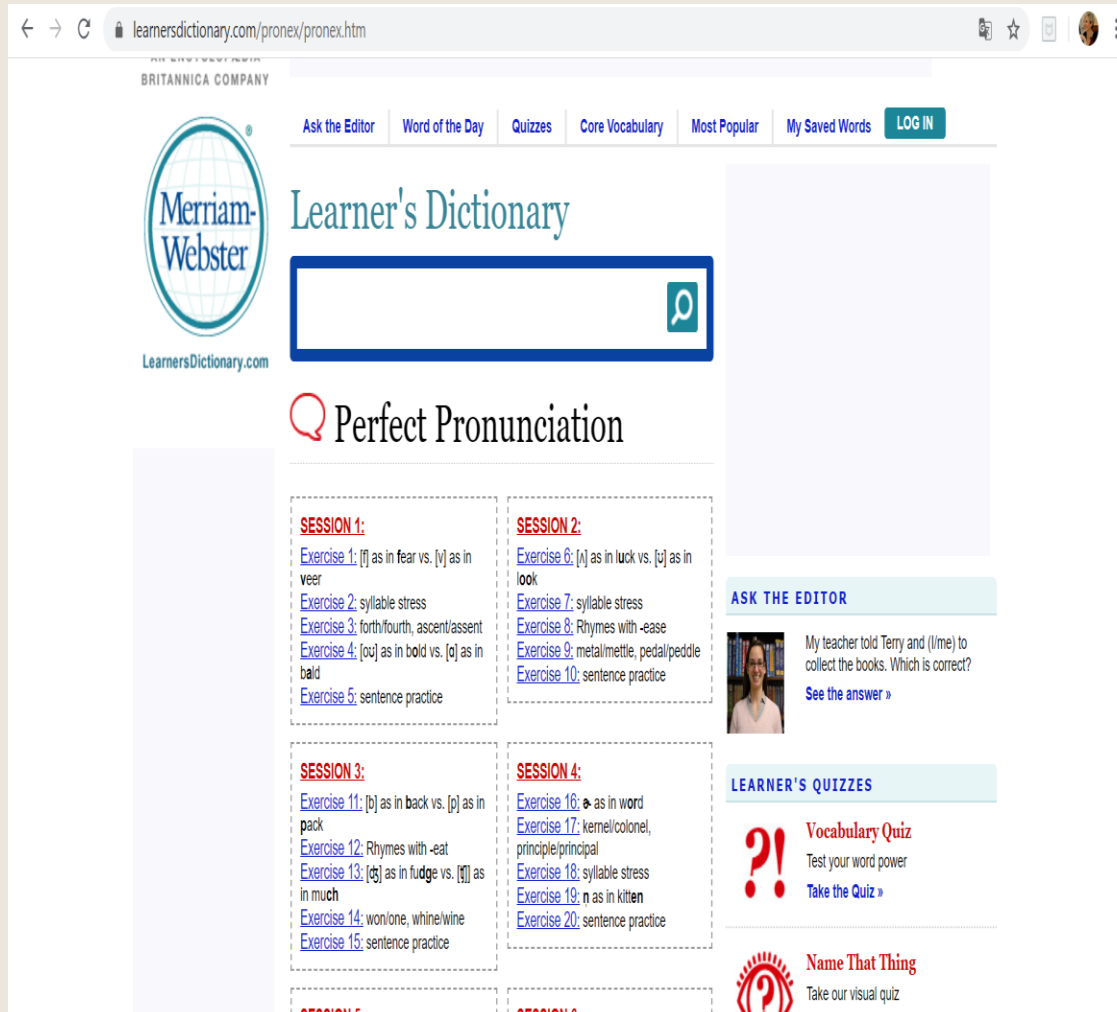 learnersdictionary.com/pronex/pronex.htm
AN ENCYCLOPÆDIA
BRITANNICA COMPANY
Ask the Editor
Word of the Day
Quizzes
Core Vocabulary
Most Popular
My Saved Words
LOG IN
®
Merriam-
Webster
LearnersDictionary.com
Learner's Dictionary
Perfect Pronunciation
SESSION 1:
Exercise 1: [f] as in fear vs. [v] as in
veer
Exercise 2: syllable stress
Exercise 3: forth/fourth, ascent/assent
Exercise 4: [oʊ] as in bold vs. [ɑ] as in
bald
Exercise 5: sentence practice
SESSION 2:
Exercise 6: [ʌ] as in luck vs. [ʊ] as in
look
Exercise 7: syllable stress
Exercise 8: Rhymes with -ease
Exercise 9: metal/mettle, pedal/peddle
Exercise 10: sentence practice
SESSION 3:
Exercise 11: [b] as in back vs. [p] as in
pack
Exercise 12: Rhymes with -eat
Exercise 13: [ʤ] as in fudge vs. [ʧ] as
in much
Exercise 14: won/one, whine/wine
Exercise 15: sentence practice
SESSION 4:
Exercise 16: ɚ as in word
Exercise 17: kernel/colonel,
principle/principal
Exercise 18: syllable stress
Exercise 19: n̩ as in kitten
Exercise 20: sentence practice
ASK THE EDITOR
My teacher told Terry and (I/me) to
collect the books. Which is correct?
See the answer »
LEARNER'S QUIZZES
?!
Vocabulary Quiz
Test your word power
Take the Quiz »
?
Name That Thing
Take our visual quiz